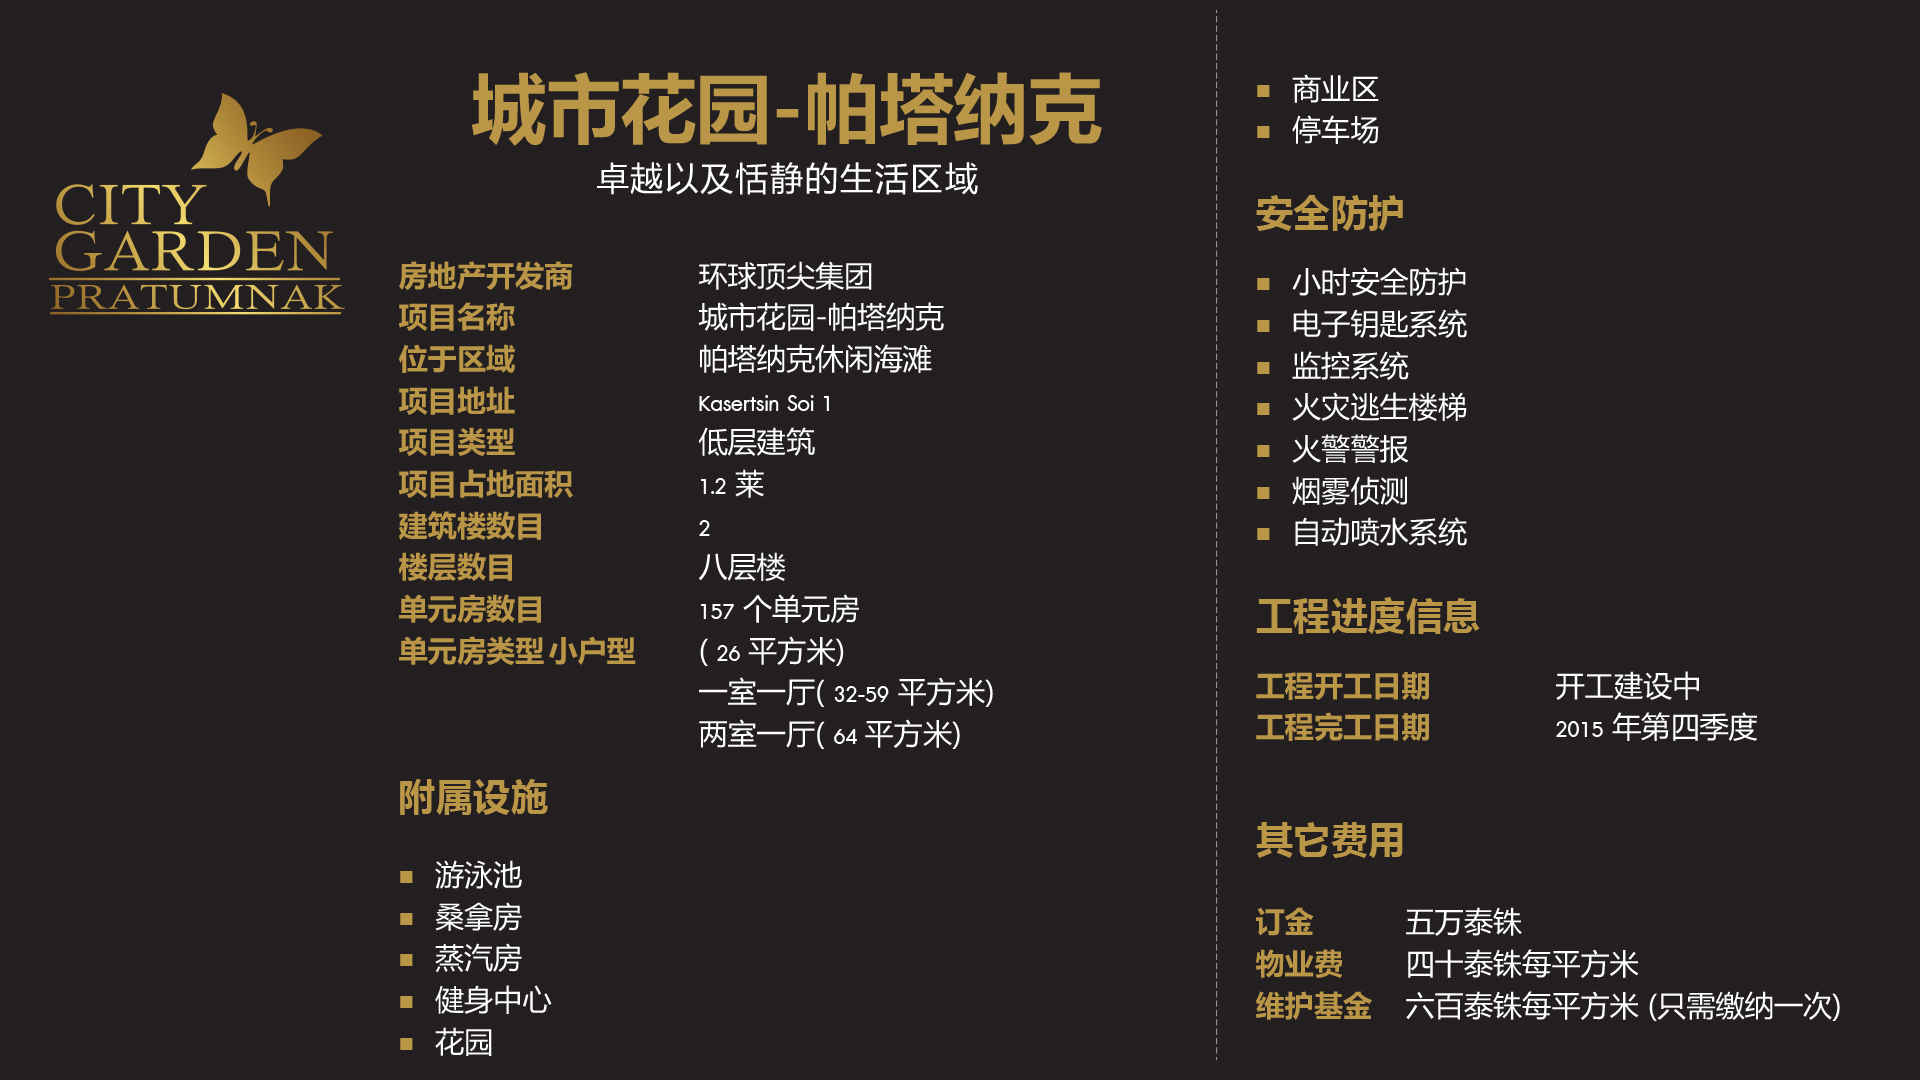 CITY
GARDEN
PRATUMNAK
城市花园-帕塔纳克
卓越以及恬静的生活区域
房地产开发商 环球顶尖集团
项目名称 城市花园-帕塔纳克
位于区域 帕塔纳克休闲海滩
项目地址 Kasertsin Soi 1
项目类型 低层建筑
项目占地面积 1.2 莱
建筑楼数目 2
楼层数目 八层楼
单元房数目 157 个单元房
单元房类型 小户型 ( 26 平方米)
一室一厅( 32-59 平方米)
两室一厅( 64 平方米)
附属设施
游泳池
桑拿房
蒸汽房
健身中心
花园
商业区
停车场
安全防护
小时安全防护
电子钥匙系统
监控系统
火灾逃生楼梯
火警警报
烟雾侦测
自动喷水系统
工程进度信息
工程开工日期 开工建设中
工程完工日期 2015 年第四季度
其它费用
订金 五万泰铢
物业费 四十泰铢每平方米
维护基金 六百泰铢每平方米 (只需缴纳一次)